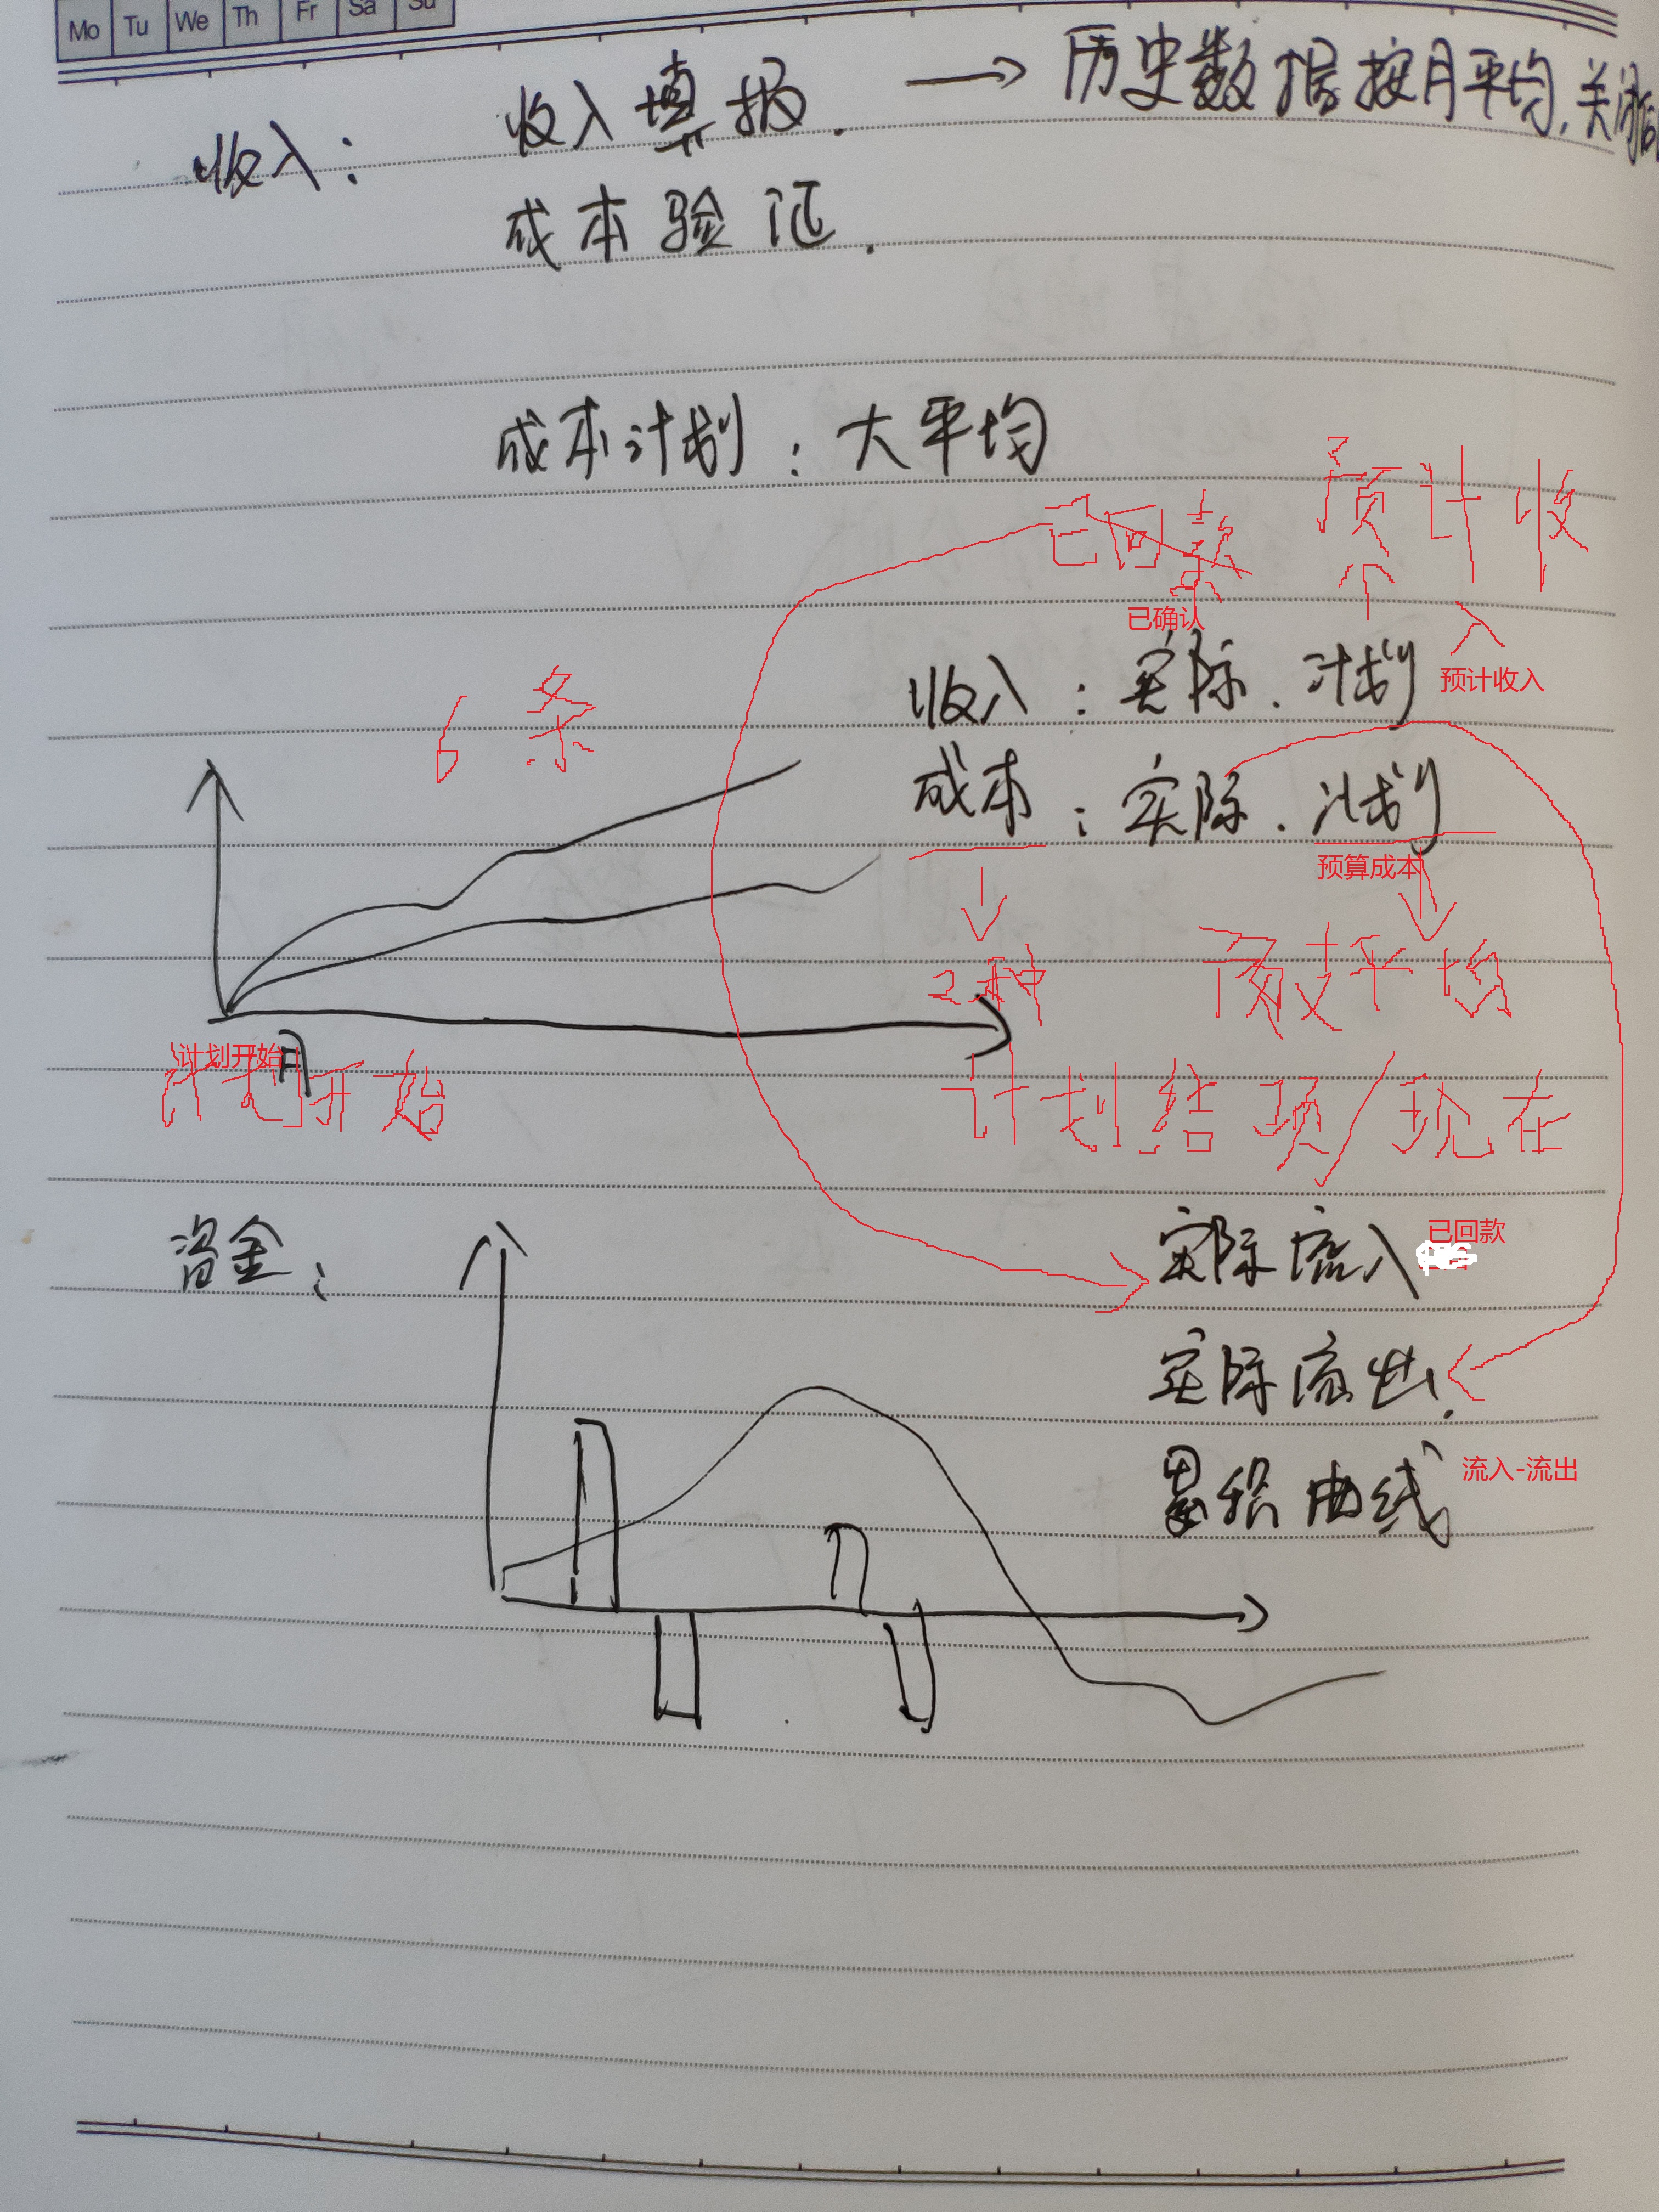 Mo Tu We Th Fr Sa Su
收入： 收入填报. → 历史数据按月平均,关闭
成本验证.
成本计划：大平均
已回款 预计收入
已确认
收入：实际.计划 预计收入
6条
成本：实际.计划
预算成本
2种 预支平均
计划开始 月
计划开始 计划结项/现在
资金： 实际流入 已回款
实际流出.
累积曲线 流入-流出